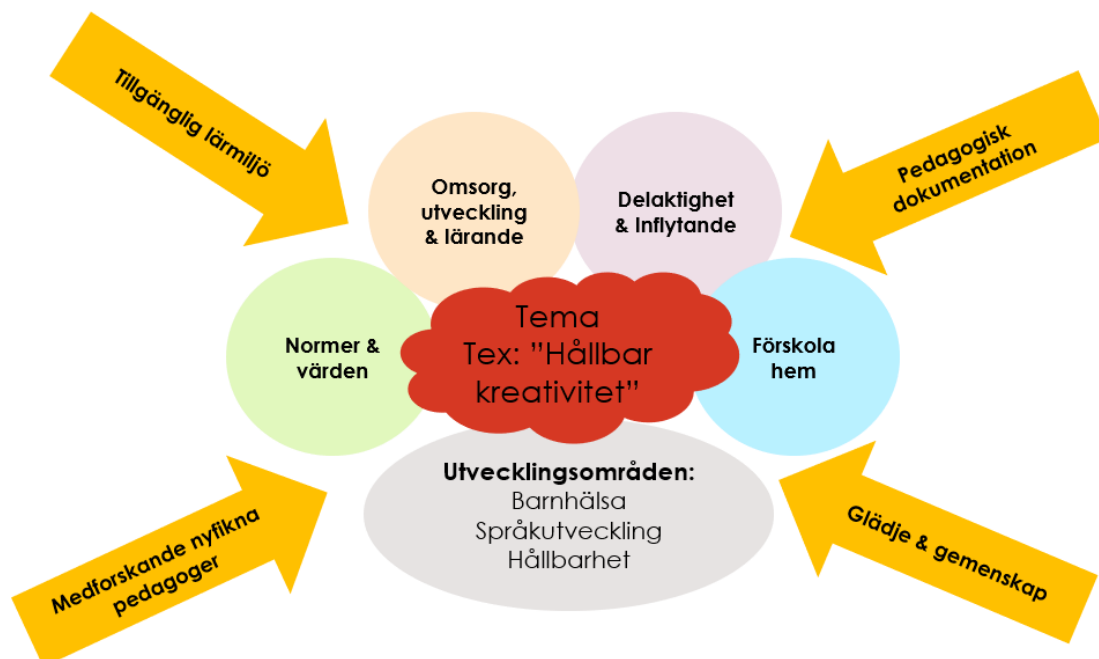 Tillgänglig lärmiljö
Pedagogisk
dokumentation
Omsorg,
utveckling
& lärande
Delaktighet
& Inflytande
Normer &
värden
Tema
Tex: ”Hållbar
kreativitet”
Förskola
hem
Utvecklingsområden:
Barnhälsa
Språkutveckling
Hållbarhet
Medforskande nyfikna
pedagoger
Glädje & gemenskap